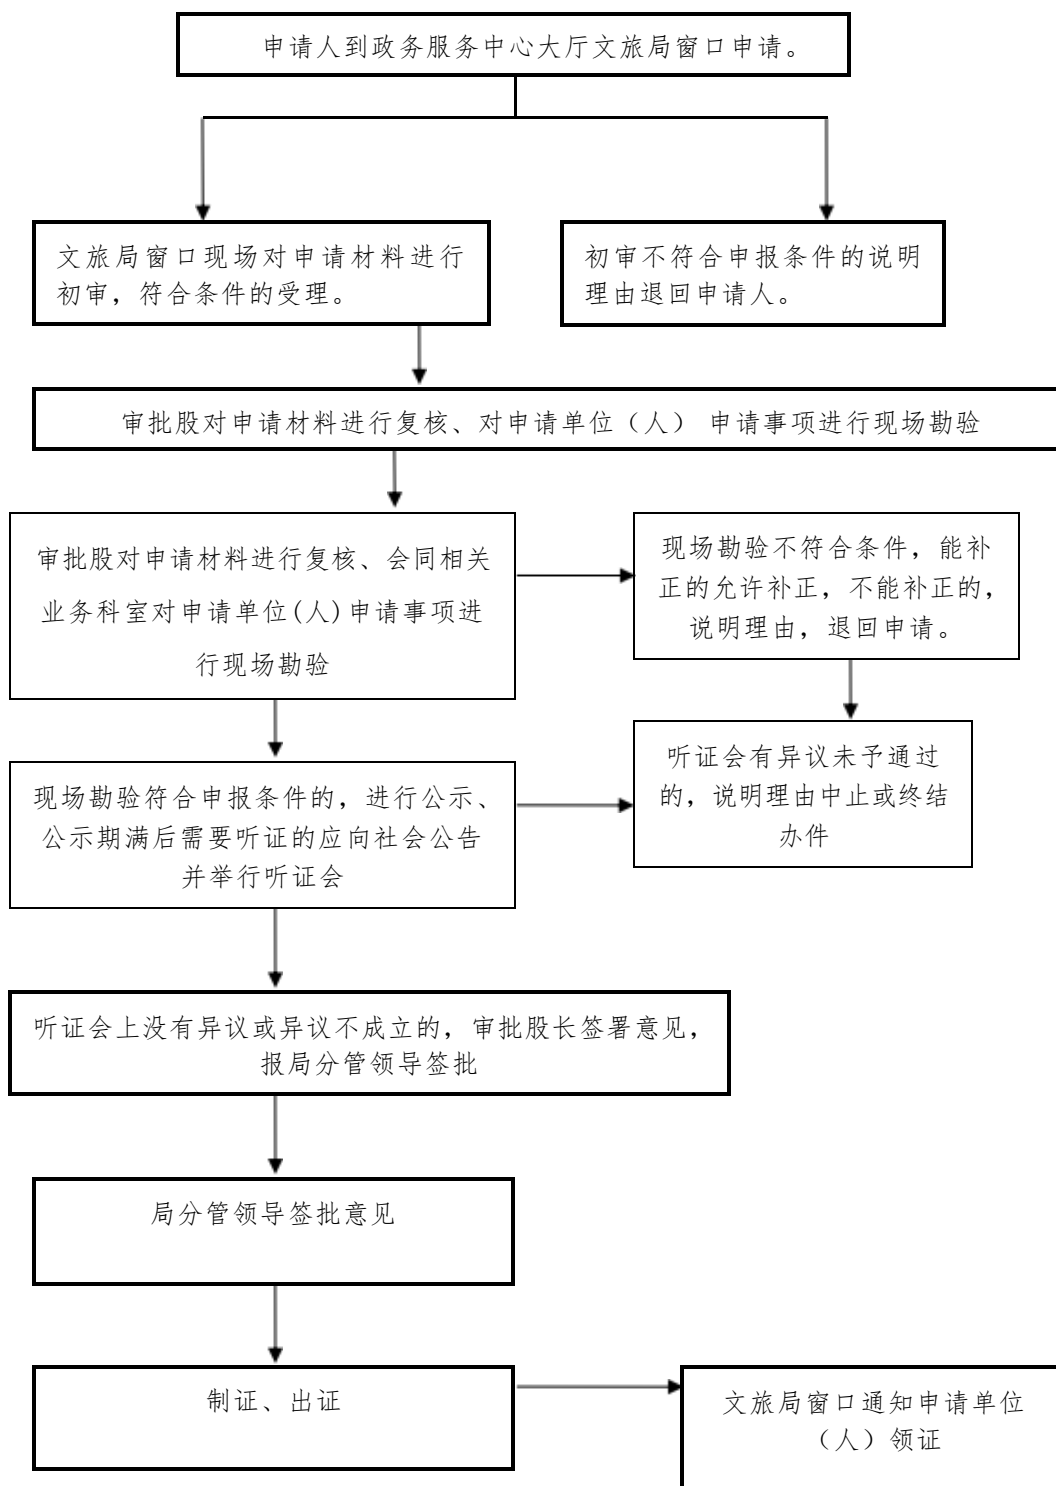 申请人到政务服务中心大厅文旅局窗口申请。
文旅局窗口现场对申请材料进行
初审，符合条件的受理。
初审不符合申报条件的说明
理由退回申请人。
审批股对申请材料进行复核、对申请单位（人） 申请事项进行现场勘验
审批股对申请材料进行复核、会同相关
业务科室对申请单位(人)申请事项进
行现场勘验
现场勘验不符合条件，能补
正的允许补正，不能补正的，
说明理由，退回申请。
现场勘验符合申报条件的，进行公示、
公示期满后需要听证的应向社会公告
并举行听证会
听证会有异议未予通过
的，说明理由中止或终结
办件
听证会上没有异议或异议不成立的，审批股长签署意见，
报局分管领导签批
局分管领导签批意见
制证、出证
文旅局窗口通知申请单位
（人）领证